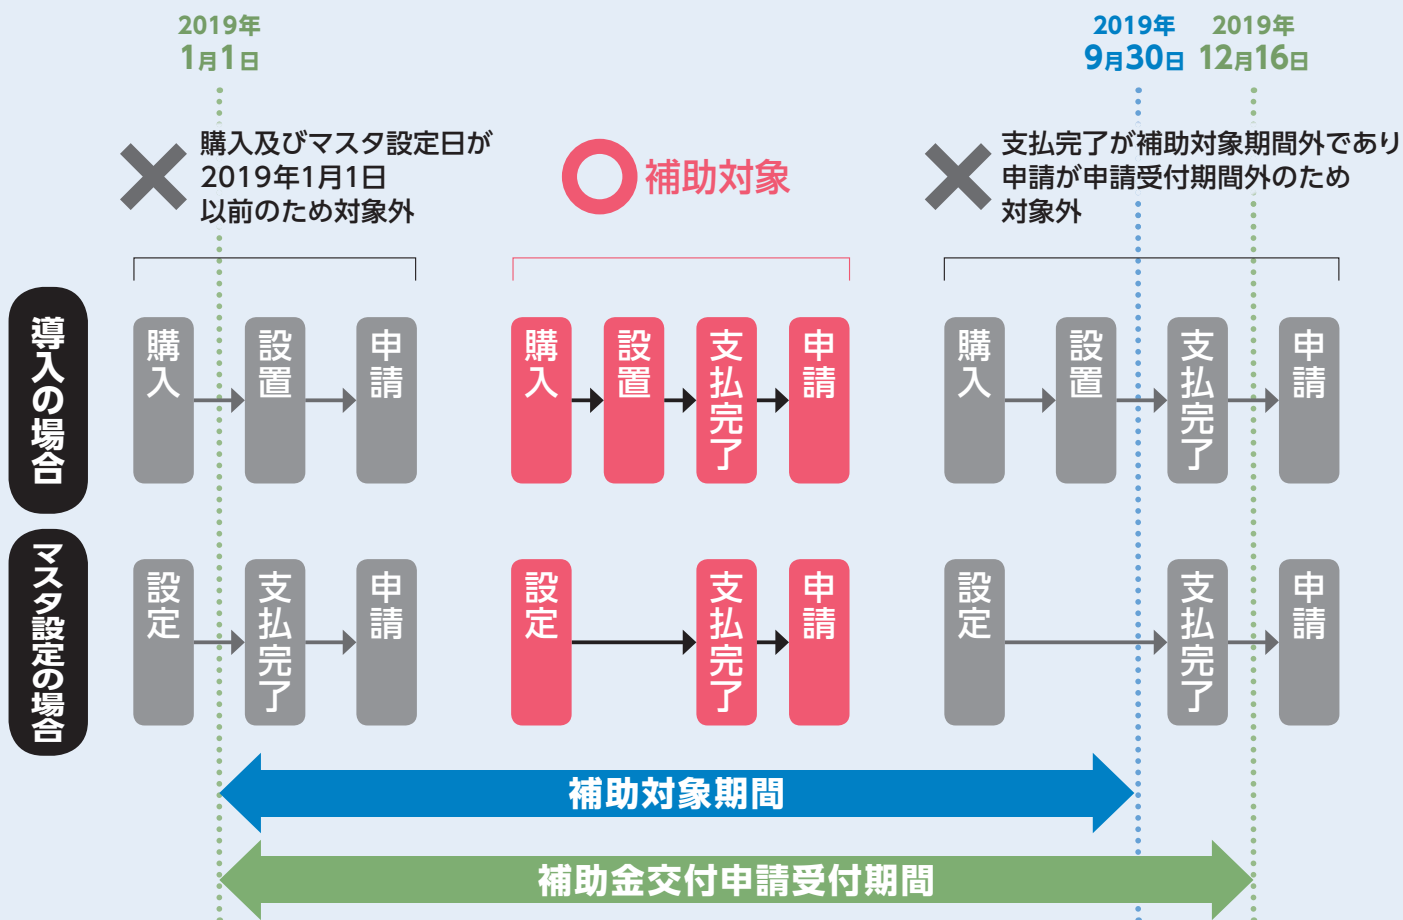 2019年
1月1日
2019年
9月30日
2019年
12月16日
購入及びマスタ設定日が
2019年1月1日
以前のため対象外
補助対象
支払完了が補助対象期間外であり
申請が申請受付期間外のため
対象外
導入の場合
購入
設置
申請
購入
設置
支払完了
申請
購入
設置
支払完了
申請
マスタ設定の場合
設定
支払完了
申請
設定
支払完了
申請
設定
支払完了
申請
補助対象期間
補助金交付申請受付期間